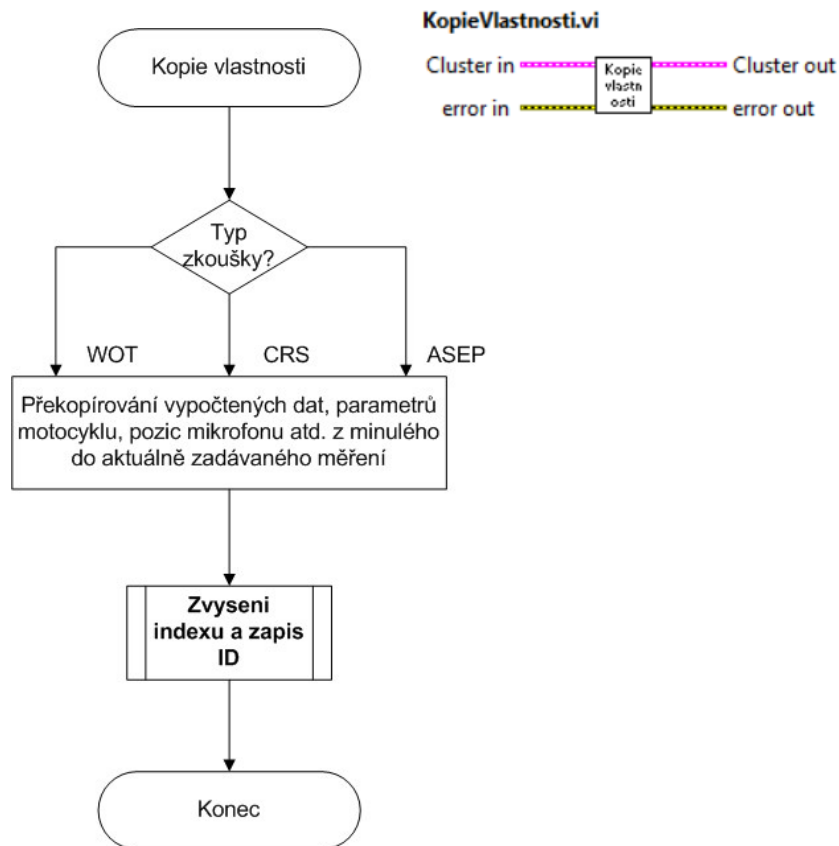 KopieVlastnosti.vi
Cluster in
Kopie
vlastn
osti
Cluster out
error in
error out
Kopie vlastnosti
Typ
zkoušky?
WOT
CRS
ASEP
Překopírování vypočtených dat, parametrů
motocyklu, pozic mikrofonu atd. z minulého
do aktuálně zadávaného měření
Zvyseni
indexu a zapis
ID
Konec